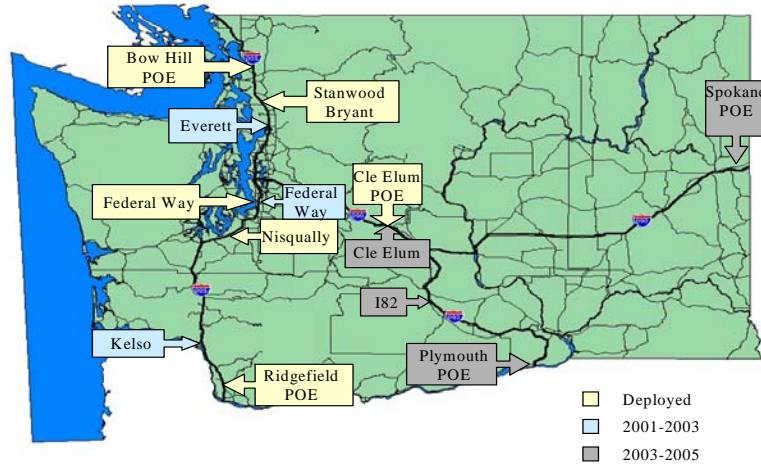 Bow Hill
POE
Stanwood
Bryant
Everett
Spokane
POE
Cle Elum
POE
Federal Way
Federal
Way
Nisqually
Cle Elum
I82
Kelso
Plymouth
POE
Ridgefield
POE
Deployed
2001-2003
2003-2005